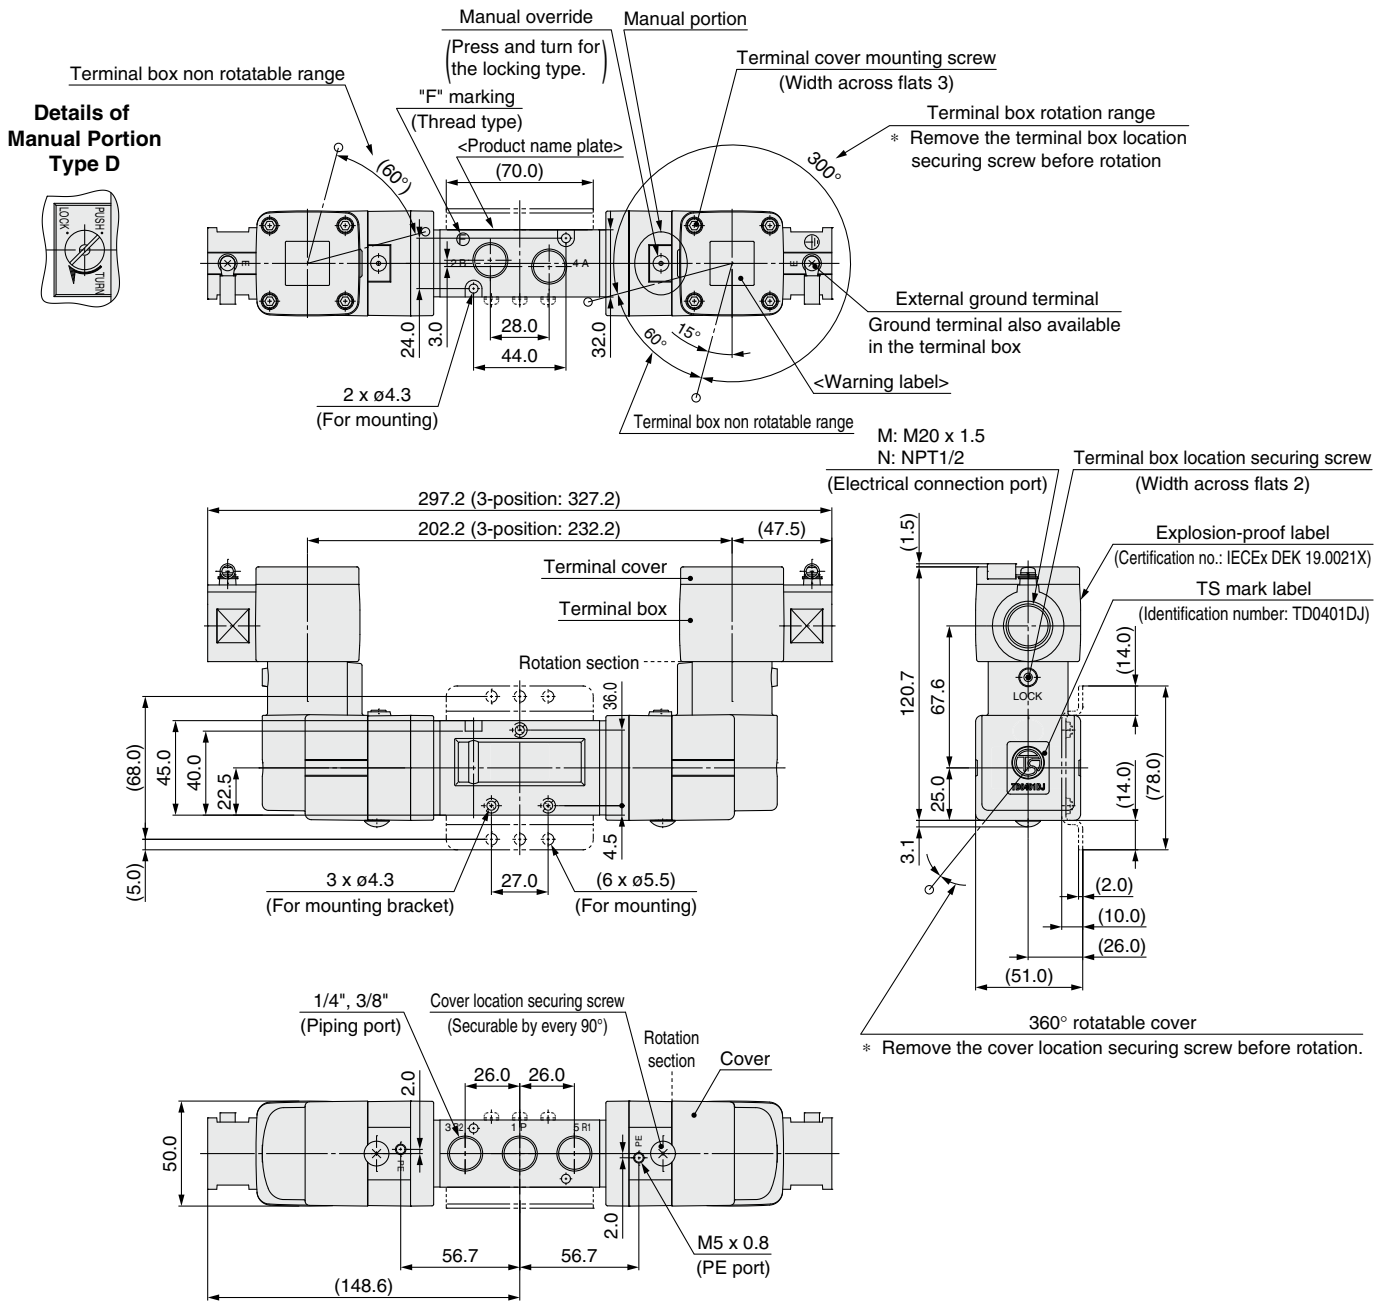 Manual override
Manual portion
(Press and turn for
the locking type.)
Terminal cover mounting screw
(Width across flats 3)
Terminal box non rotatable range
"F" marking
(Thread type)
Details of
Manual Portion
Type D
<Product name plate>
Terminal box rotation range
* Remove the terminal box location
securing screw before rotation
(60°)
(70.0)
300°
LOCK
PUSH
TURN
F
2 B
4 A
E
E
External ground terminal
Ground terminal also available
in the terminal box
24.0
3.0
28.0
44.0
32.0
60°
15°
2 x ø4.3
(For mounting)
<Warning label>
Terminal box non rotatable range
M: M20 x 1.5
N: NPT1/2
(Electrical connection port)
Terminal box location securing screw
(Width across flats 2)
297.2 (3-position: 327.2)
202.2 (3-position: 232.2)
(47.5)
(1.5)
Explosion-proof label
(Certification no.: IECEx DEK 19.0021X)
TS mark label
(Identification number: TD0401DJ)
Terminal cover
Terminal box
Rotation section
36.0
(68.0)
45.0
40.0
22.5
(5.0)
4.5
120.7
67.6
25.0
3.1
LOCK
TS
TD0401DJ
(14.0)
(14.0)
(78.0)
3 x ø4.3
(For mounting bracket)
27.0
(6 x ø5.5)
(For mounting)
(2.0)
(10.0)
(26.0)
(51.0)
360° rotatable cover
* Remove the cover location securing screw before rotation.
1/4", 3/8"
(Piping port)
Cover location securing screw
(Securable by every 90°)
Rotation
section
Cover
2.0
26.0
26.0
50.0
3 R2
1 P
5 R1
PE
PE
2.0
56.7
56.7
M5 x 0.8
(PE port)
(148.6)